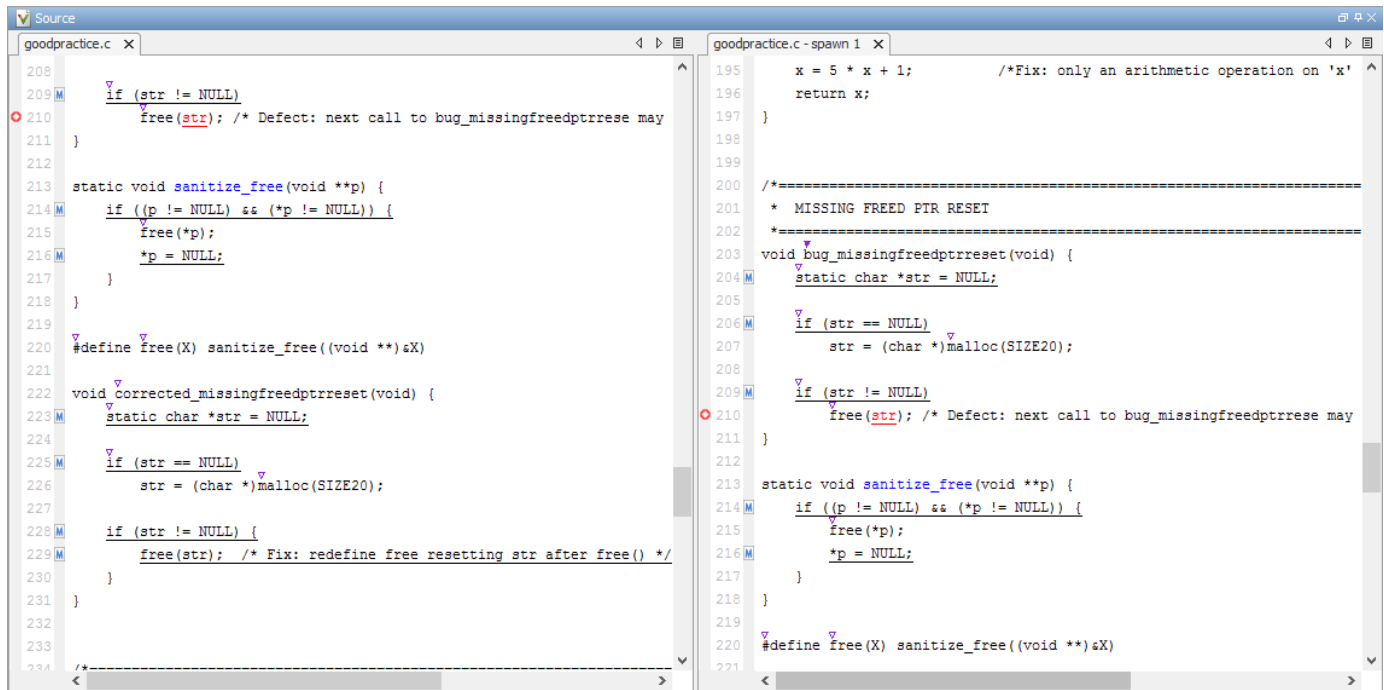 Source
goodpractice.c
208
209 M if (str != NULL)
210 free(str); /* Defect: next call to bug_missingfreedptrrese may
211 }
212
213 static void sanitize_free(void **p) {
214 M if ((p != NULL) && (*p != NULL)) {
215 free(*p);
216 M *p = NULL;
217 }
218 }
219
220 #define free(X) sanitize_free((void **)&X)
221
222 void corrected_missingfreedptrreset(void) {
223 M static char *str = NULL;
224
225 M if (str == NULL)
226 str = (char *)malloc(SIZE20);
227
228 M if (str != NULL) {
229 M free(str); /* Fix: redefine free resetting str after free() */
230 }
231 }
232
233
234 /*=====================================================================
goodpractice.c - spawn 1
195 x = 5 * x + 1; /*Fix: only an arithmetic operation on 'x'
196 return x;
197 }
198
199
200 /*=====================================================================
201 * MISSING FREED PTR RESET
202 *=====================================================================
203 void bug_missingfreedptrreset(void) {
204 M static char *str = NULL;
205
206 M if (str == NULL)
207 str = (char *)malloc(SIZE20);
208
209 M if (str != NULL)
210 free(str); /* Defect: next call to bug_missingfreedptrrese may
211 }
212
213 static void sanitize_free(void **p) {
214 M if ((p != NULL) && (*p != NULL)) {
215 free(*p);
216 M *p = NULL;
217 }
218 }
219
220 #define free(X) sanitize_free((void **)&X)
221